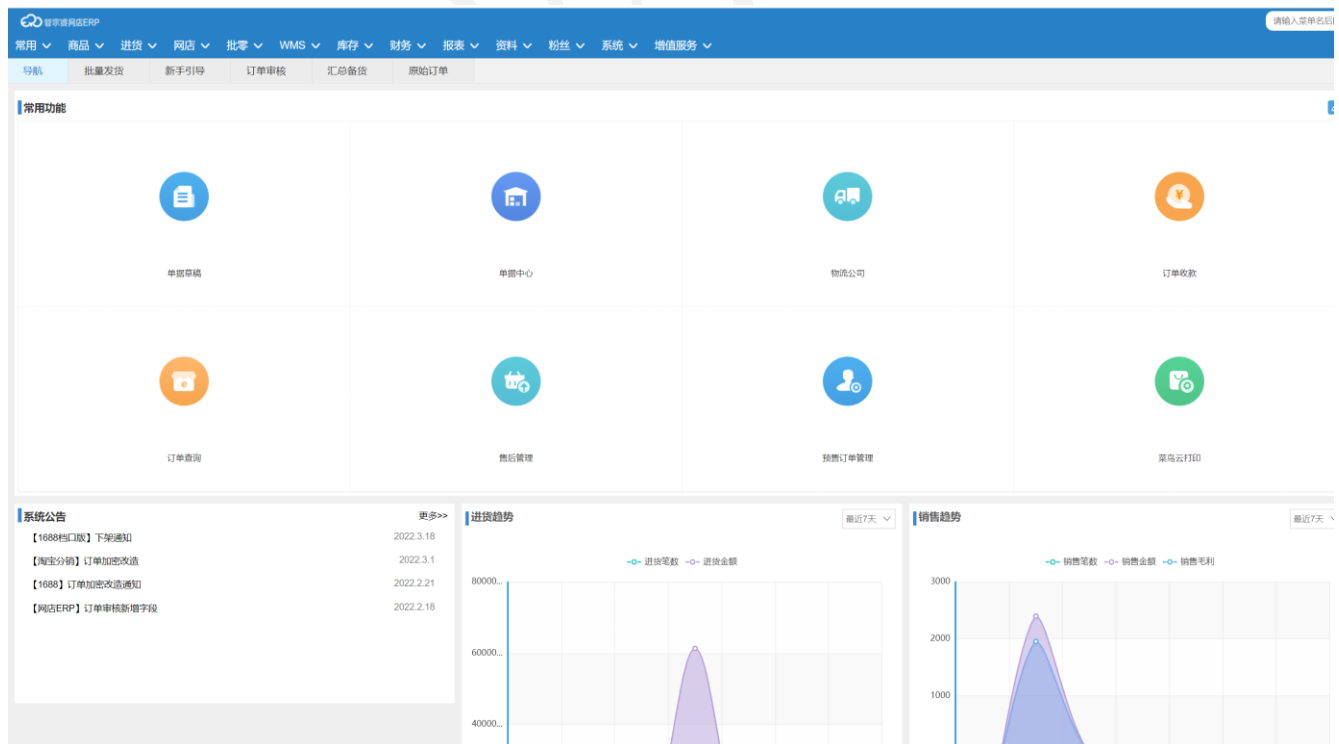 管家婆网店ERP
请输入菜单名后
常用 商品 进货 网店 批零 WMS 库存 财务 报表 资料 粉丝 系统 增值服务
导航 批量发货 新手引导 订单审核 汇总备货 原始订单
常用功能
单据草稿 单据中心 物流公司 订单收款
订单查询 售后管理 预售订单管理 菜鸟云打印
系统公告 更多>>
【1688档口版】下架通知 2022.3.18
【淘宝分销】订单加密改造 2022.3.1
【1688】订单加密改造通知 2022.2.21
【网店ERP】订单审核新增字段 2022.2.18
进货趋势 最近7天
进货笔数 进货金额
80000...
60000...
40000...
销售趋势 最近7天
销售笔数 销售金额 销售毛利
3000
2000
1000